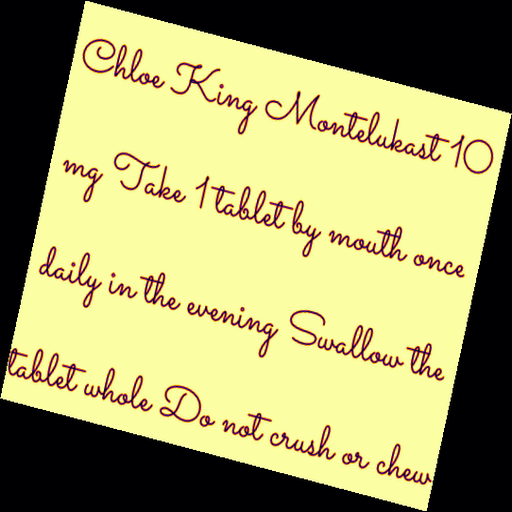 Chloe King Montelukast 10
mg Take 1 tablet by mouth once
daily in the evening Swallow the
tablet whole Do not crush or chew